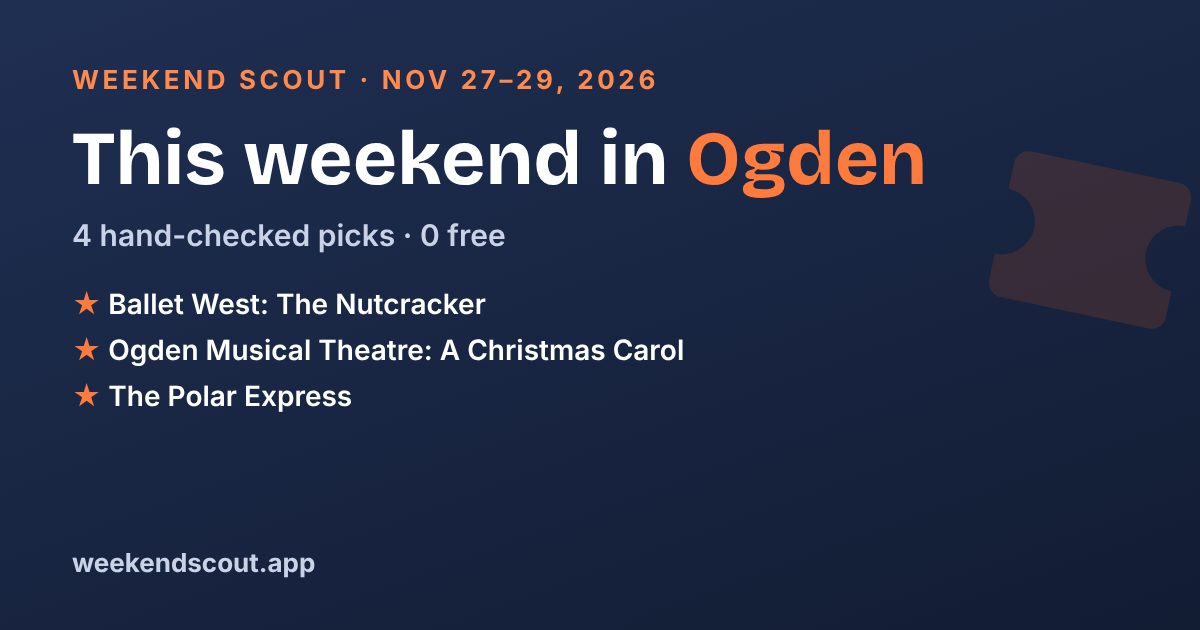 WEEKEND SCOUT · NOV 27–29, 2026
This weekend in Ogden
4 hand-checked picks · 0 free
★ Ballet West: The Nutcracker
★ Ogden Musical Theatre: A Christmas Carol
★ The Polar Express
weekendscout.app